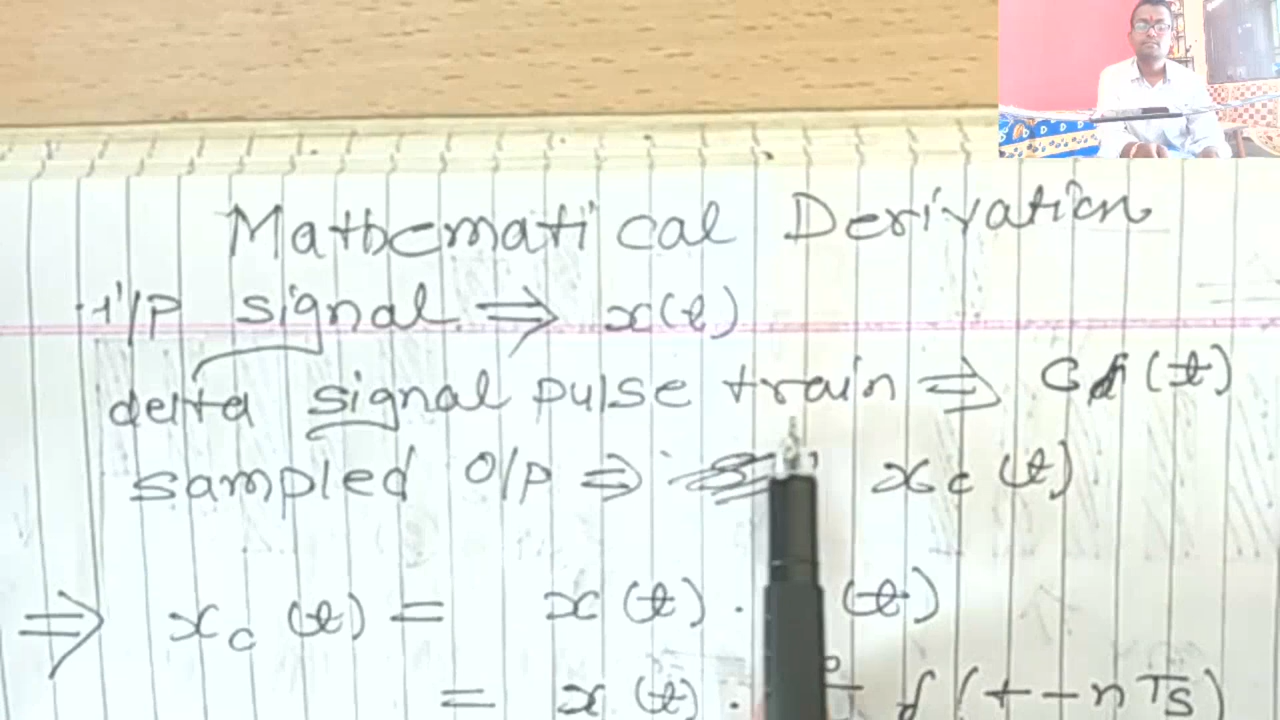 Mathematical Derivation
I/P signal ⇒ x(t)
delta signal pulse train ⇒ Cδ(t)
sampled O/P ⇒ xc(t)
⇒ xc(t) = x(t). (t)
= x(t). δ(t-nTs)